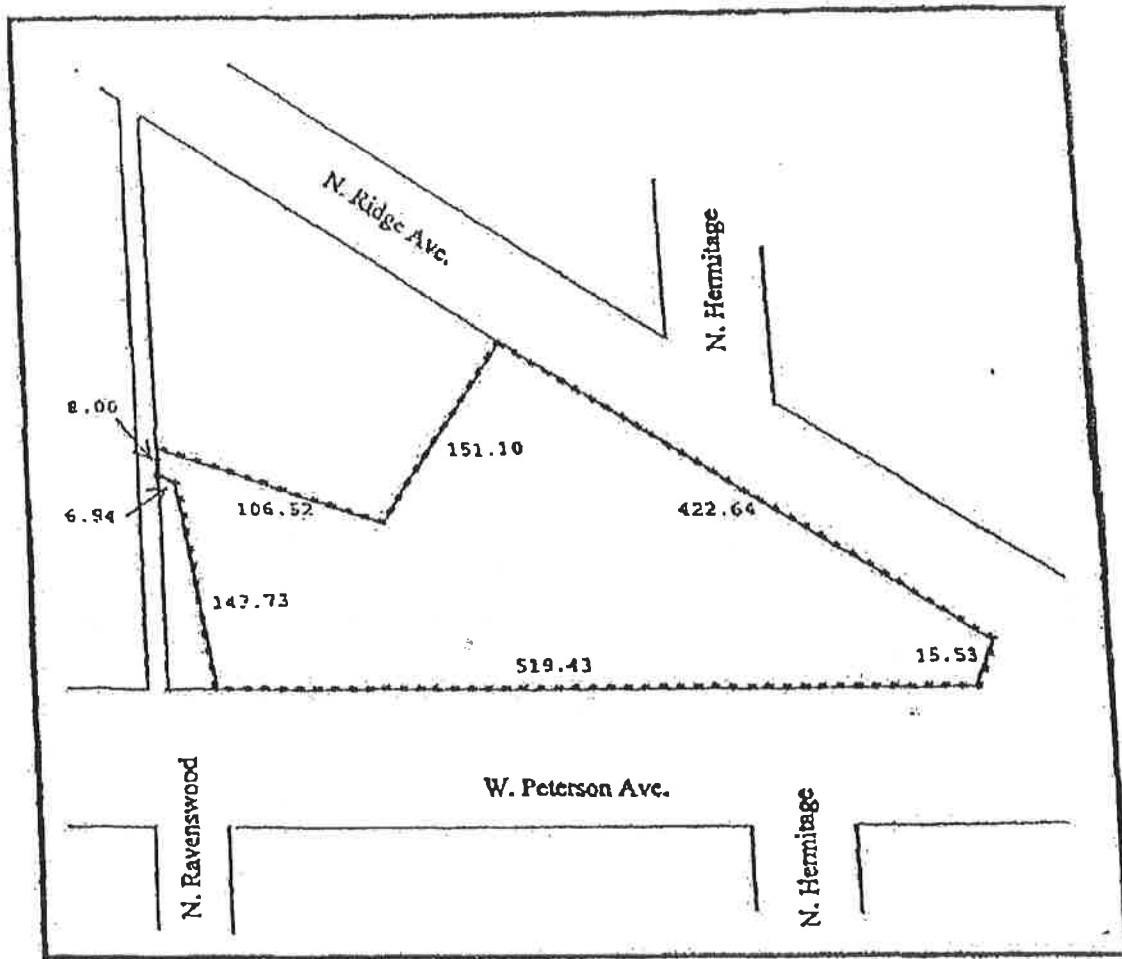 N. Ridge Ave.
N. Hermitage
8.00
151.10
6.94
106.52
422.64
143.73
519.43
15.53
W. Peterson Ave.
N. Ravenswood
N. Hermitage